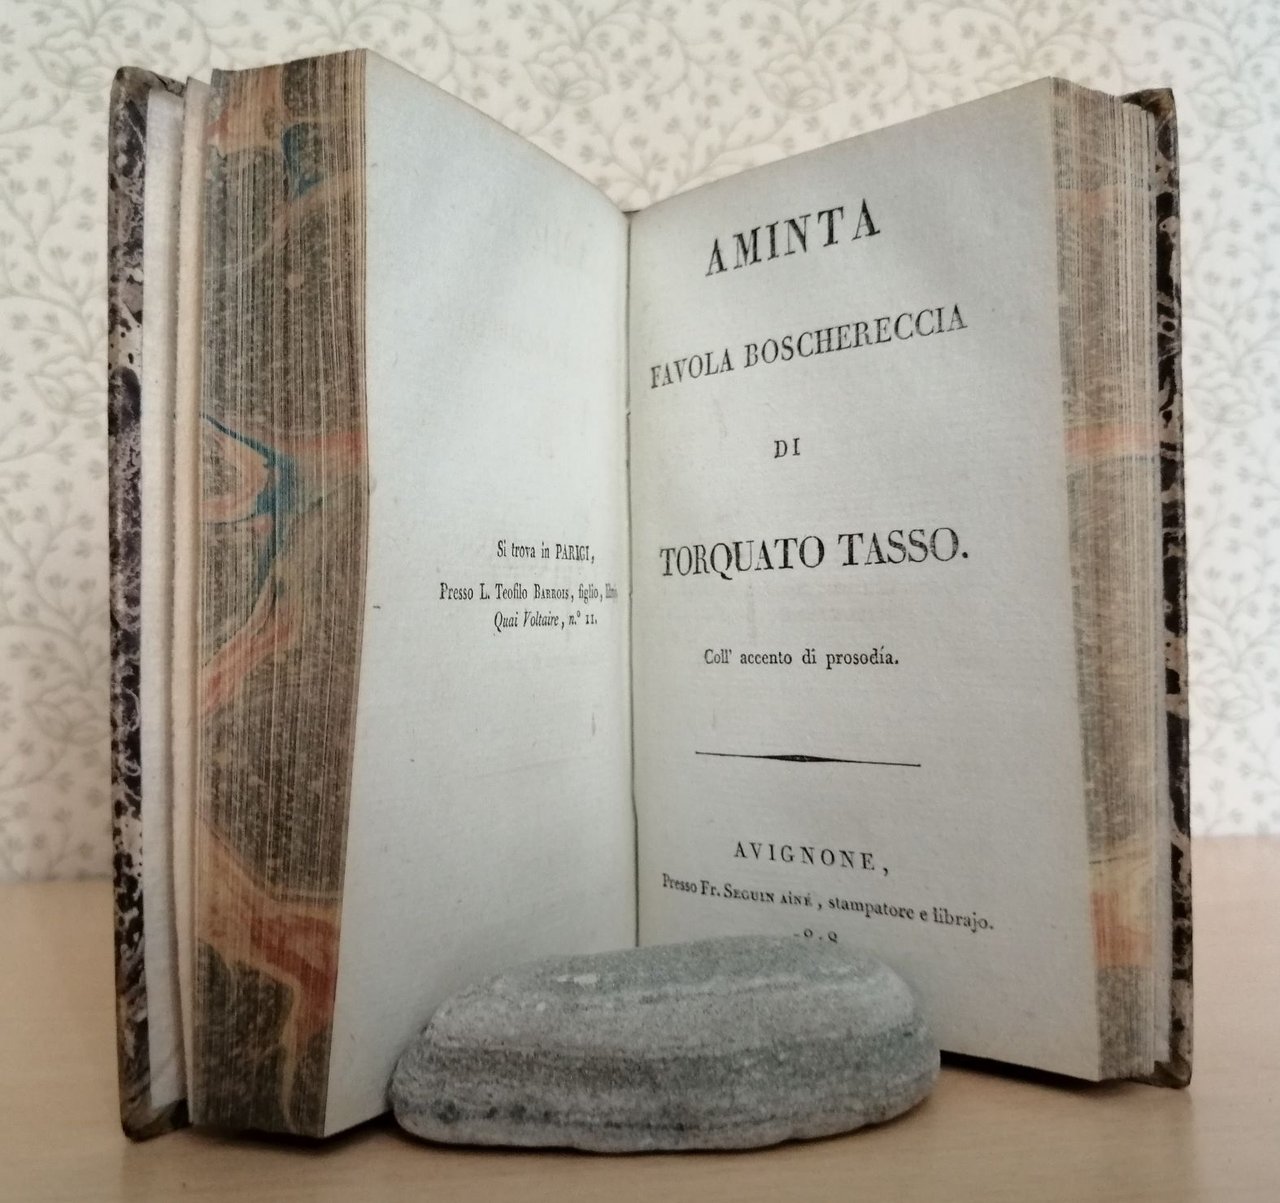 Si trova in PARIGI,
Presso L. Teofilo BARROIS, figlio,
Quai Voltaire, n.º 11.
AMINTA
FAVOLA BOSCHERECCIA
DI
TORQUATO TASSO.
Coll' accento di prosodía.
AVIGNONE,
Presso Fr. SEGUIN AÎNÉ, stampatore e librajo.